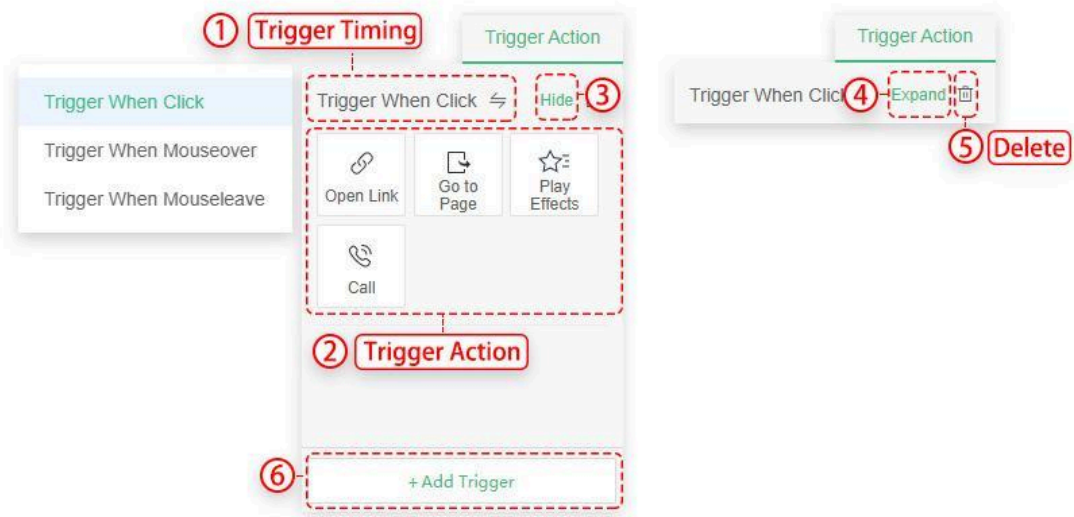 ① Trigger Timing
Trigger Action
Trigger When Click
Trigger When Mouseover
Trigger When Mouseleave
Trigger When Click
Hide
③
Open Link
Go to
Page
Play
Effects
Call
② Trigger Action
⑥
+ Add Trigger
Trigger Action
Trigger When Clic
④
Expand
⑤ Delete